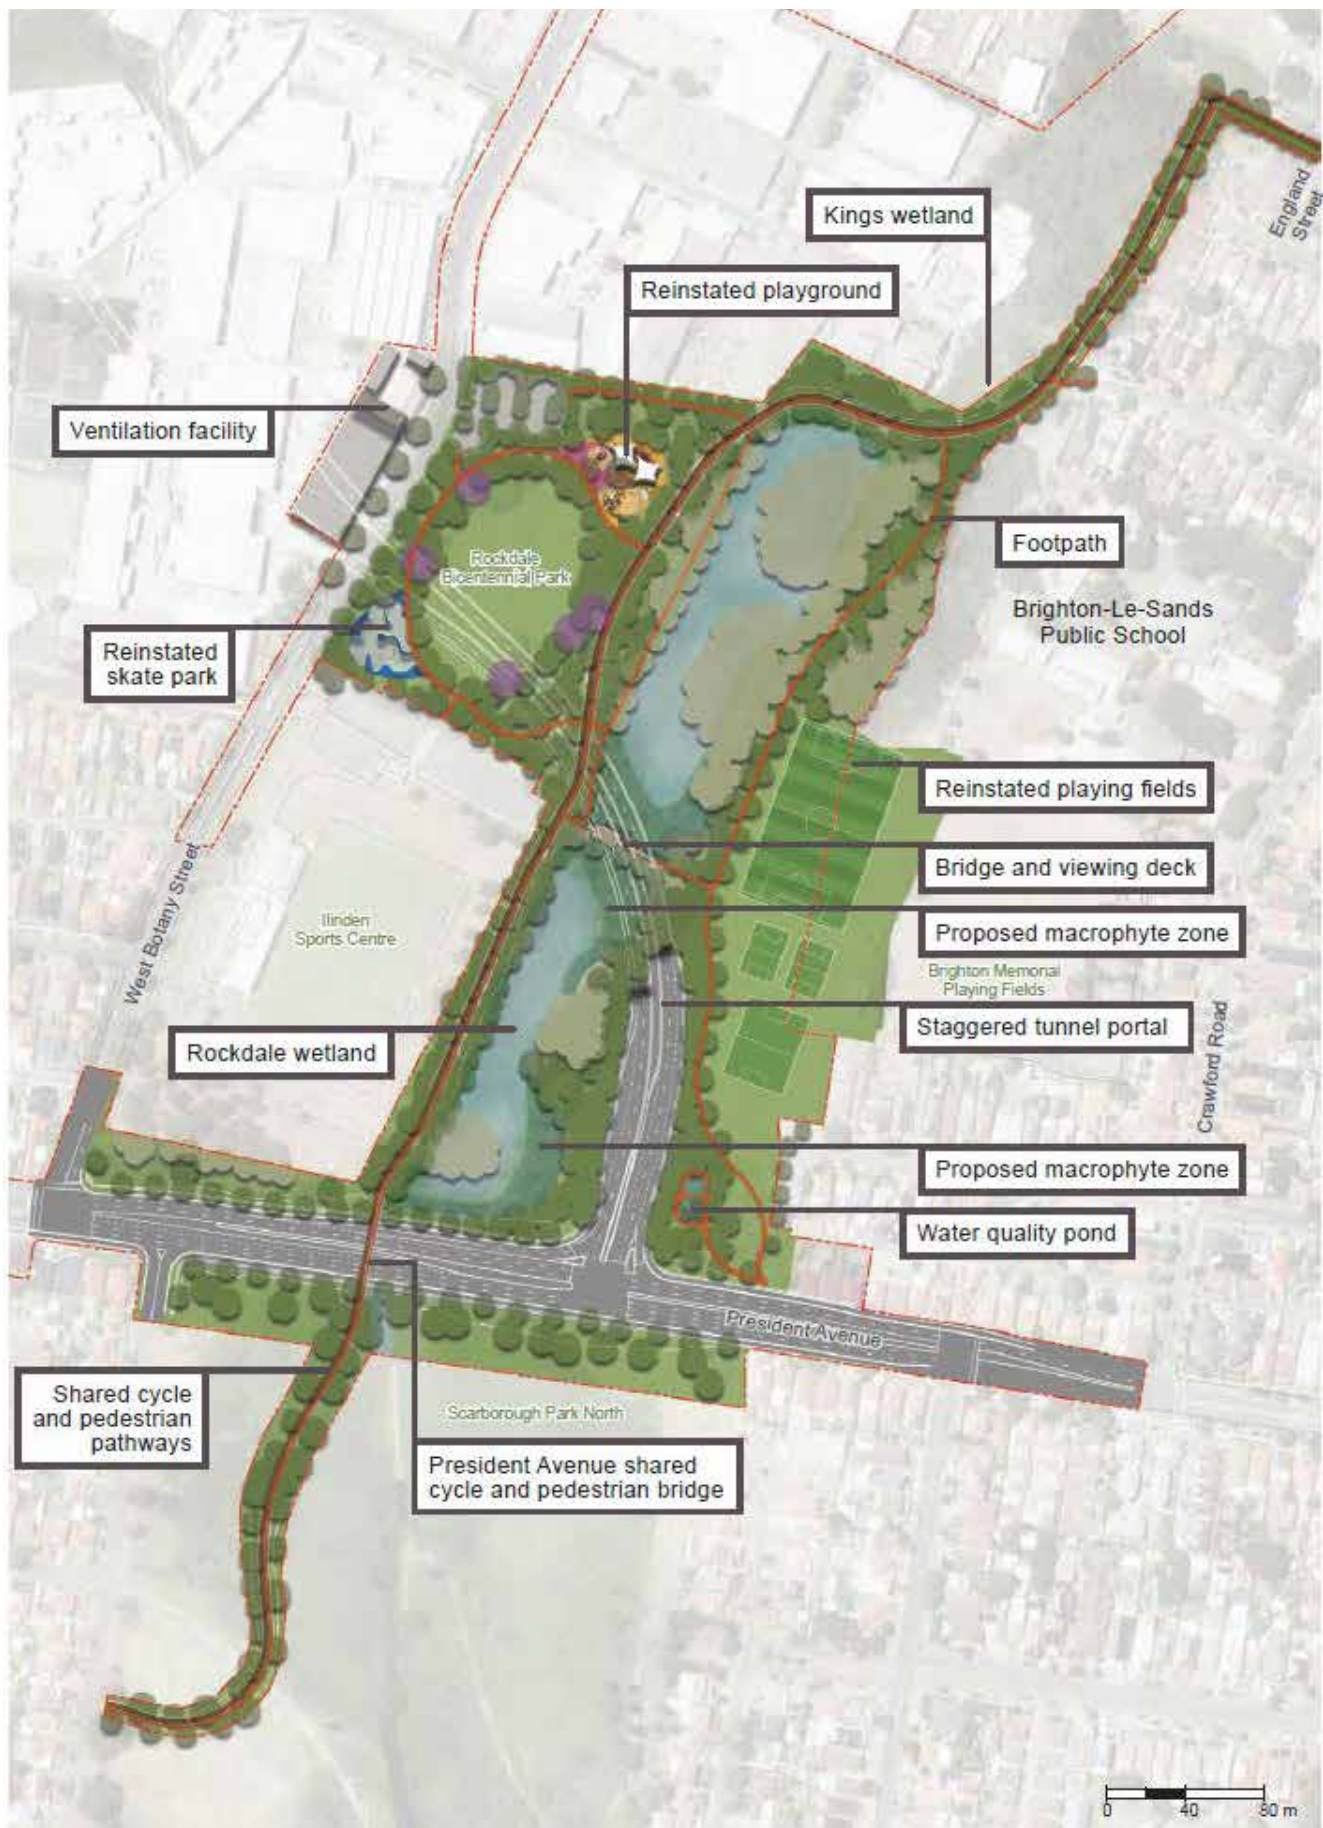 England
Street
Kings wetland
Reinstated playground
Ventilation facility
Footpath
Rockdale
Bicentennial Park
Brighton-Le-Sands
Public School
Reinstated
skate park
Reinstated playing fields
Bridge and viewing deck
West Botany Street
Ilinden
Sports Centre
Proposed macrophyte zone
Brighton Memorial
Playing Fields
Staggered tunnel portal
Rockdale wetland
Crawford Road
Proposed macrophyte zone
Water quality pond
President Avenue
Shared cycle
and pedestrian
pathways
Scarborough Park North
President Avenue shared
cycle and pedestrian bridge
0 40 80 m